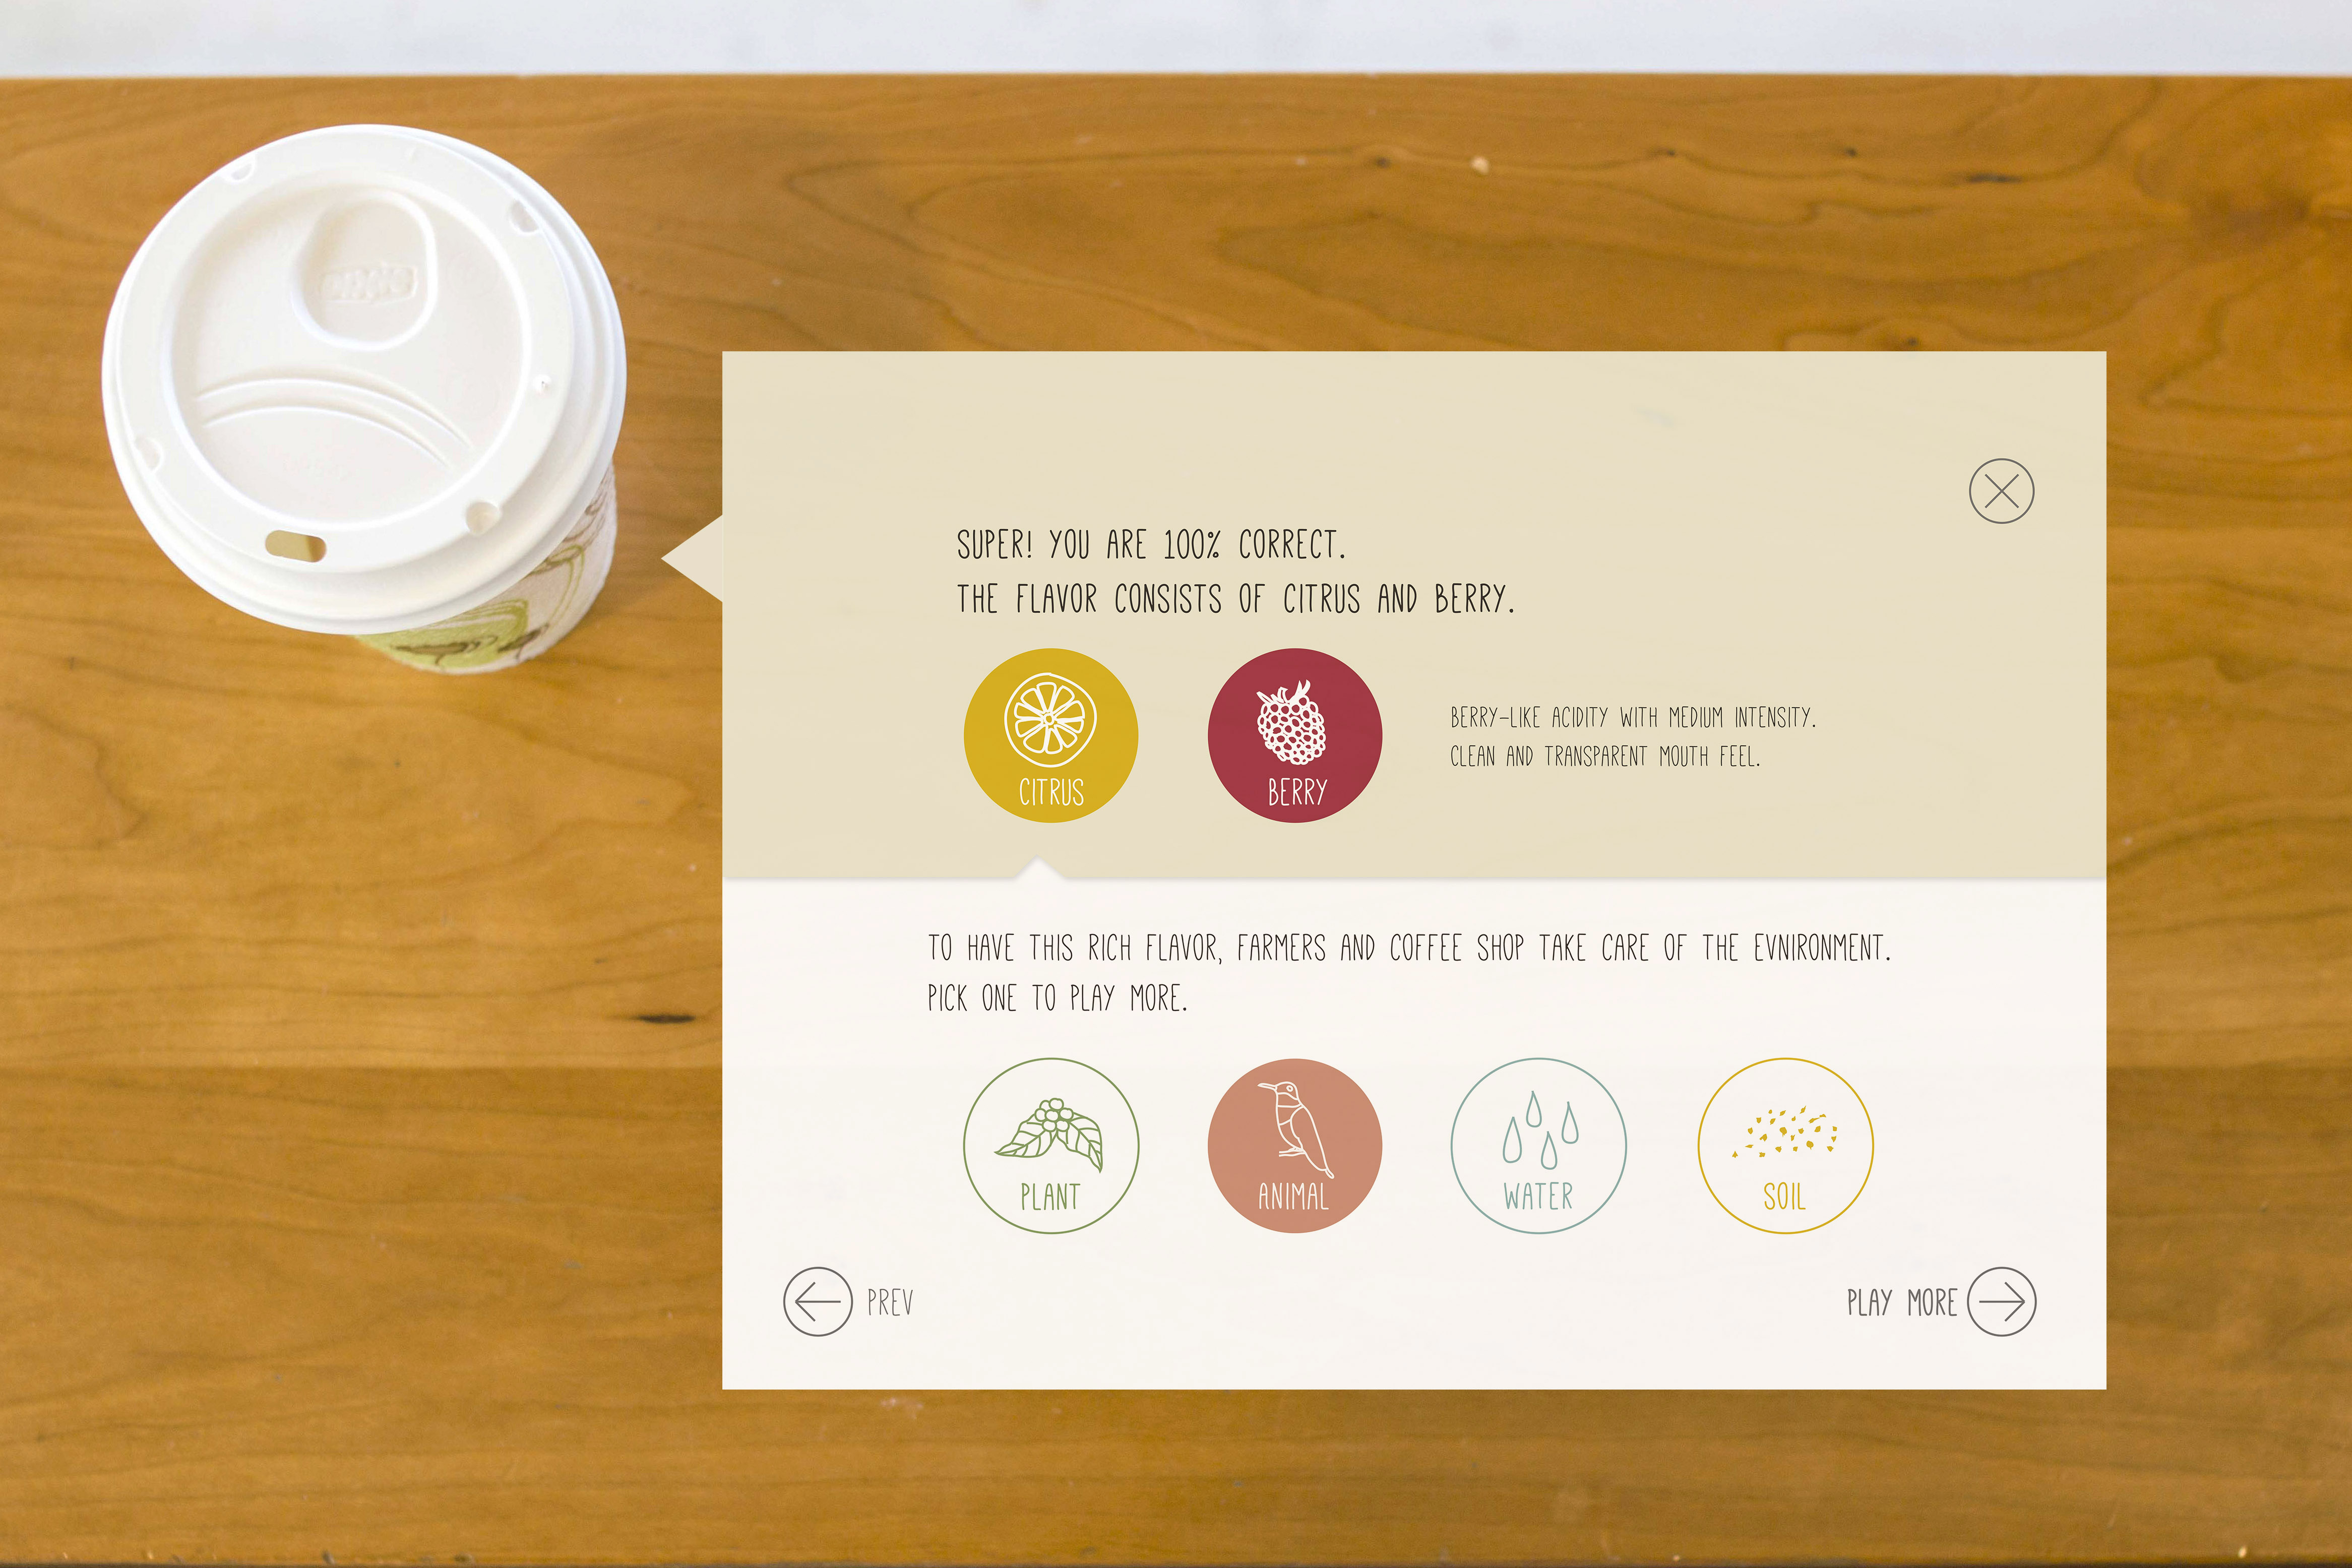 SUPER! YOU ARE 100% CORRECT.
THE FLAVOR CONSISTS OF CITRUS AND BERRY.
CITRUS
BERRY
BERRY-LIKE ACIDITY WITH MEDIUM INTENSITY.
CLEAN AND TRANSPARENT MOUTH FEEL.
TO HAVE THIS RICH FLAVOR, FARMERS AND COFFEE SHOP TAKE CARE OF THE EVNIRONMENT.
PICK ONE TO PLAY MORE.
PLANT
ANIMAL
WATER
SOIL
PREV
PLAY MORE